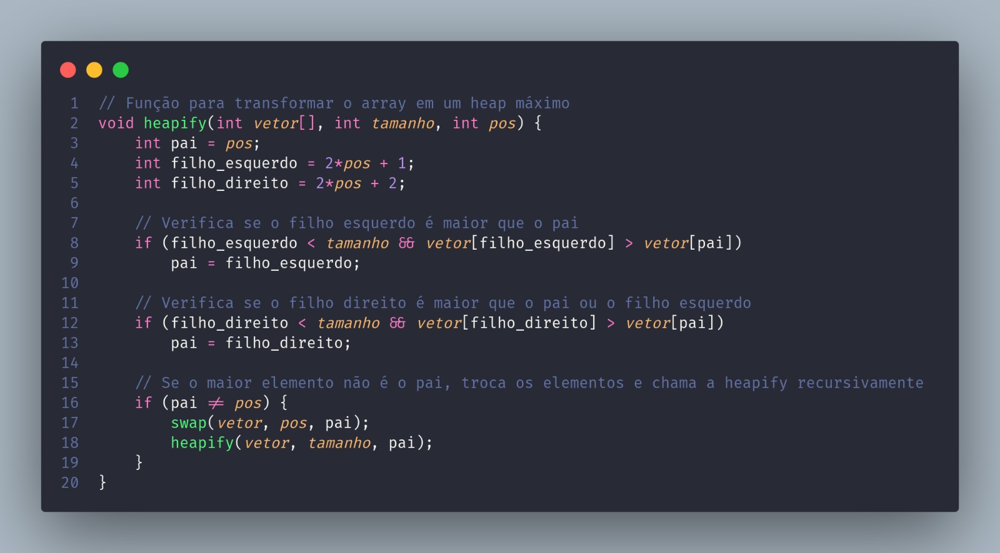 1 // Função para transformar o array em um heap máximo
2 void heapify(int vetor[], int tamanho, int pos) {
3     int pai = pos;
4     int filho_esquerdo = 2*pos + 1;
5     int filho_direito = 2*pos + 2;
6
7     // Verifica se o filho esquerdo é maior que o pai
8     if (filho_esquerdo < tamanho && vetor[filho_esquerdo] > vetor[pai])
9         pai = filho_esquerdo;
10
11     // Verifica se o filho direito é maior que o pai ou o filho esquerdo
12     if (filho_direito < tamanho && vetor[filho_direito] > vetor[pai])
13         pai = filho_direito;
14
15     // Se o maior elemento não é o pai, troca os elementos e chama a heapify recursivamente
16     if (pai != pos) {
17         swap(vetor, pos, pai);
18         heapify(vetor, tamanho, pai);
19     }
20 }